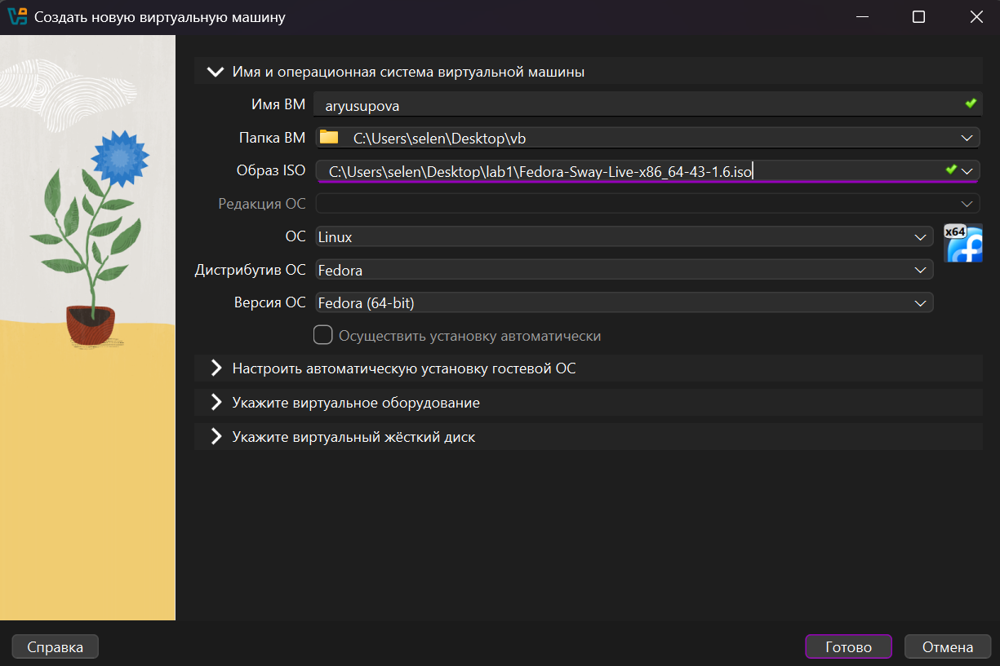 Создать новую виртуальную машину
Имя и операционная система виртуальной машины
Имя ВМ aryusupova
Папка ВМ C:\Users\selen\Desktop\vb
Образ ISO C:\Users\selen\Desktop\lab1\Fedora-Sway-Live-x86_64-43-1.6.iso
Редакция ОС
ОС Linux x64
Дистрибутив ОС Fedora
Версия ОС Fedora (64-bit)
Осуществить установку автоматически
Настроить автоматическую установку гостевой ОС
Укажите виртуальное оборудование
Укажите виртуальный жёсткий диск
Справка Готово Отмена